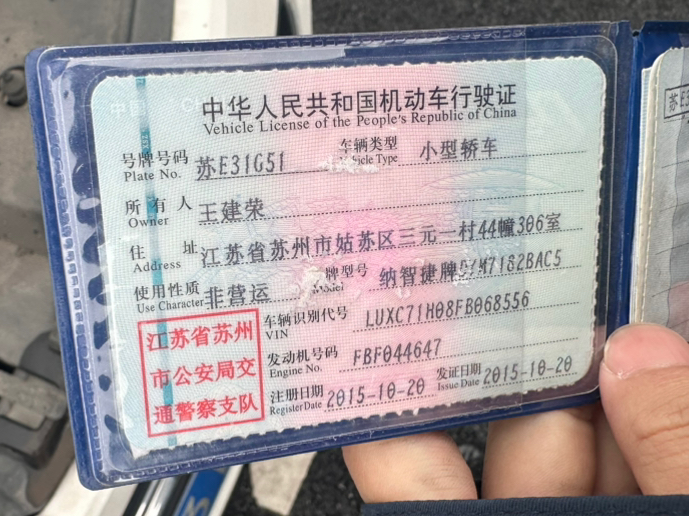 中华人民共和国机动车行驶证
Vehicle License of the People's Republic of China
号牌号码 苏E31G51 车辆类型 小型轿车
Plate No. Vehicle Type
所有人 王建荣
Owner
住址 江苏省苏州市姑苏区三元一村44幢306室
Address
使用性质 非营运 牌型号 纳智捷牌DYM7182BAC5
Use Character Model
江苏省苏州
市公安局交
通警察支队
车辆识别代号 LUXC71H08FB068556
VIN
发动机号码 FBF044647
Engine No.
注册日期 2015-10-20 发证日期 2015-10-20
Register Date Issue Date